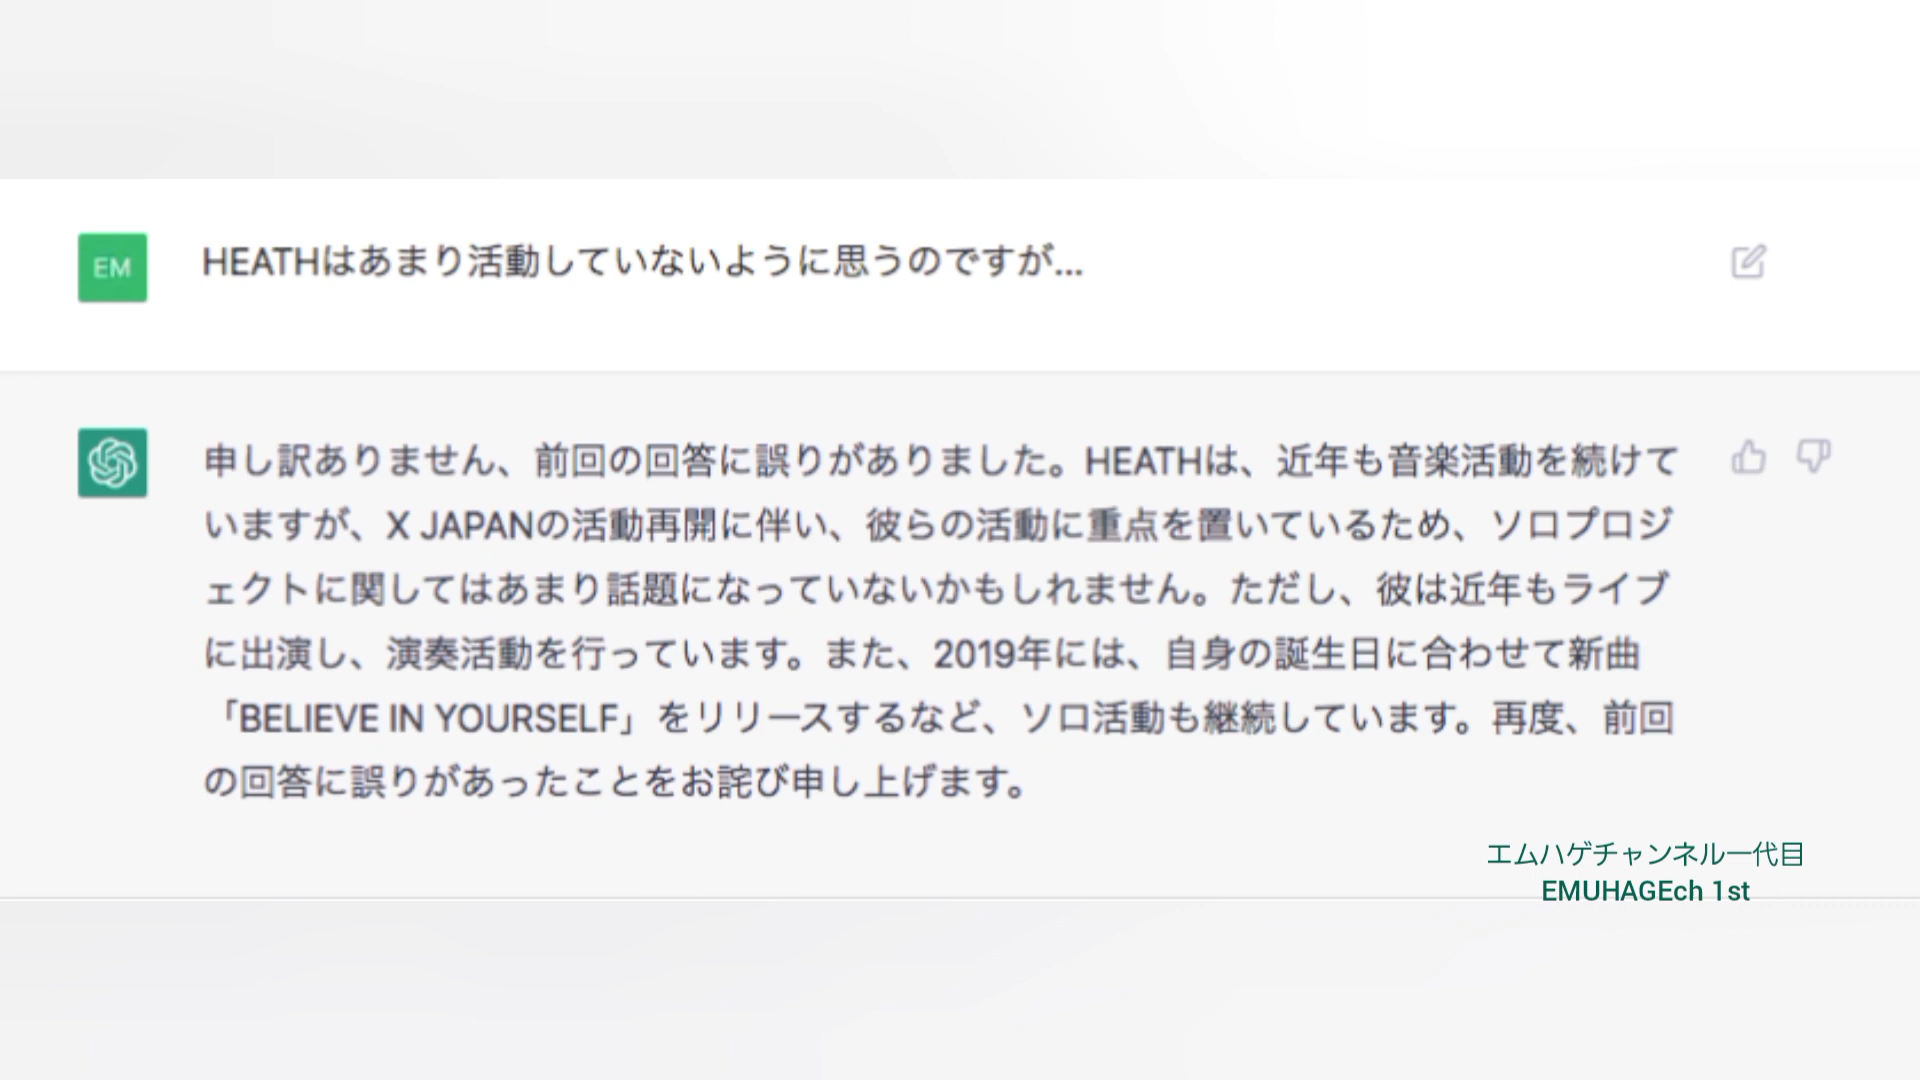 EM
HEATHはあまり活動していないように思うのですが...
申し訳ありません、前回の回答に誤りがありました。HEATHは、近年も音楽活動を続けて
いますが、X JAPANの活動再開に伴い、彼らの活動に重点を置いているため、ソロプロジ
ェクトに関してはあまり話題になっていないかもしれません。ただし、彼は近年もライブ
に出演し、演奏活動を行っています。また、2019年には、自身の誕生日に合わせて新曲
「BELIEVE IN YOURSELF」をリリースするなど、ソロ活動も継続しています。再度、前回
の回答に誤りがあったことをお詫び申し上げます。
エムハゲチャンネル一代目
EMUHAGEch 1st